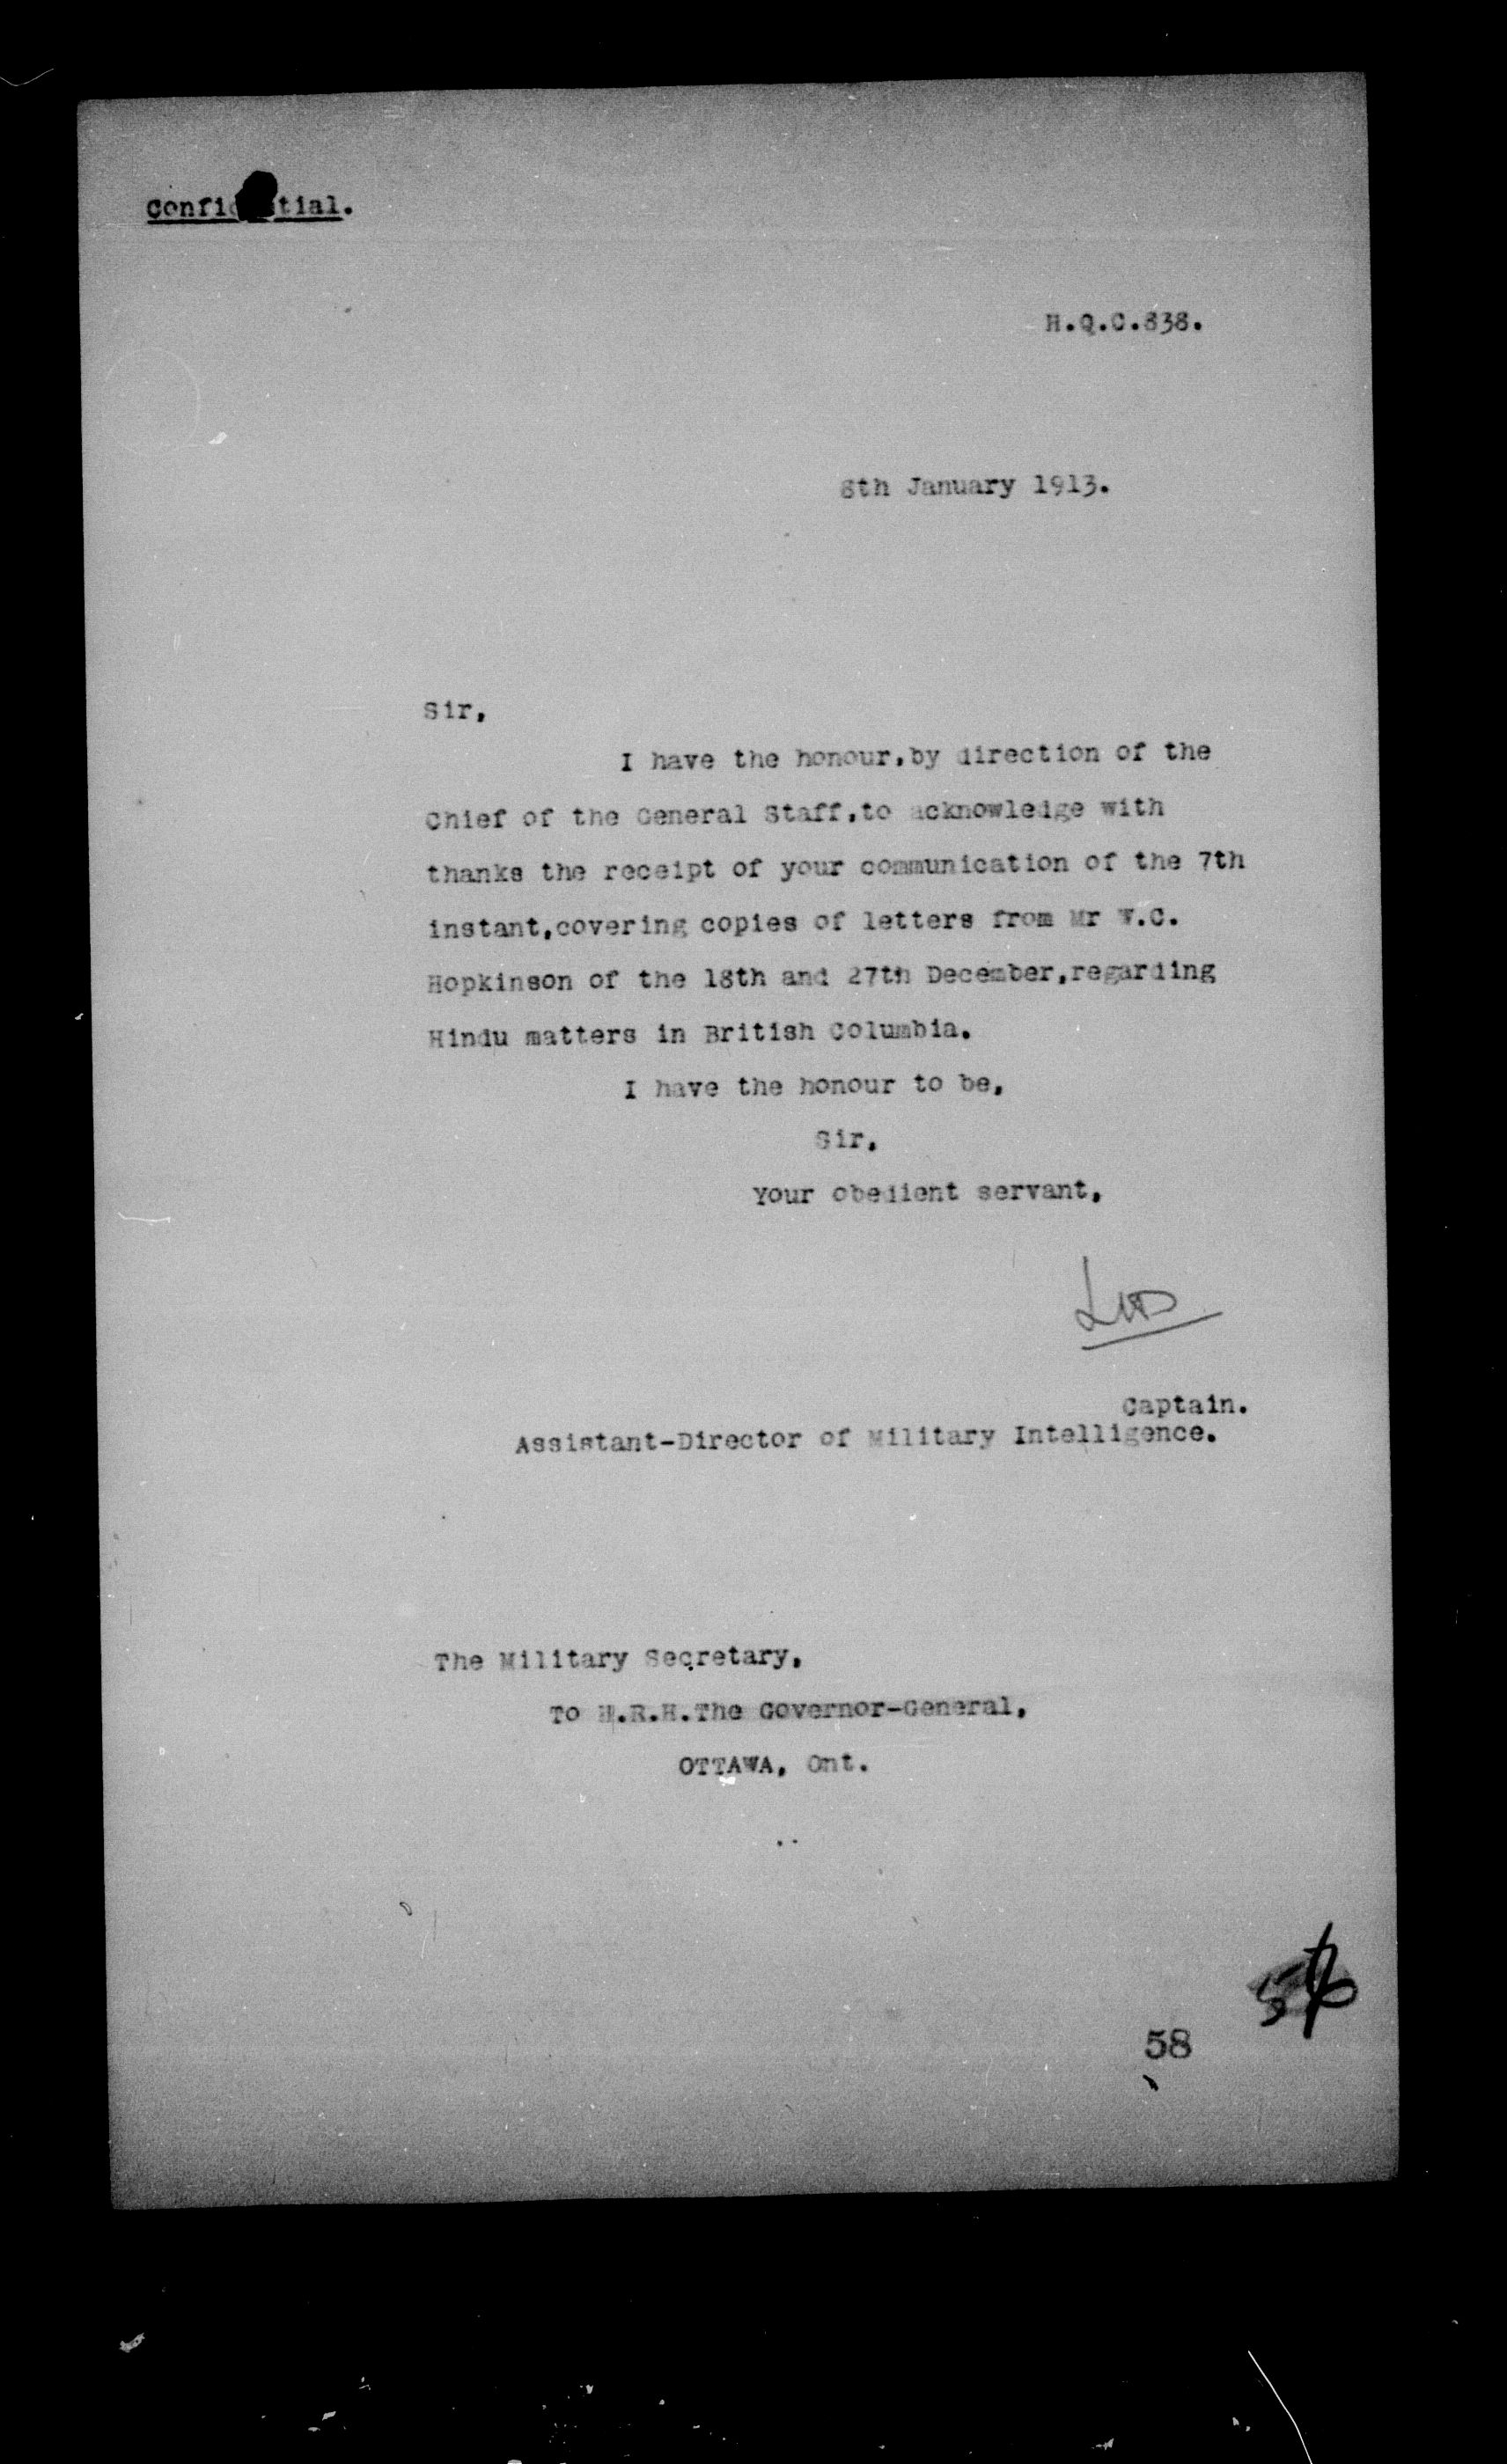 Confidential.
H.Q.C.838.
8th January 1913.
Sir,
I have the honour,by direction of the
Chief of the General Staff,to acknowledge with
thanks the receipt of your communication of the 7th
instant,covering copies of letters from Mr W.C.
Hopkinson of the 18th and 27th December,regarding
Hindu matters in British Columbia.
I have the honour to be,
Sir,
Your obedient servant,
Captain.
Assistant-Director of Military Intelligence.
The Military Secretary,
To H.R.H.The Governor-General,
OTTAWA, Ont.
58